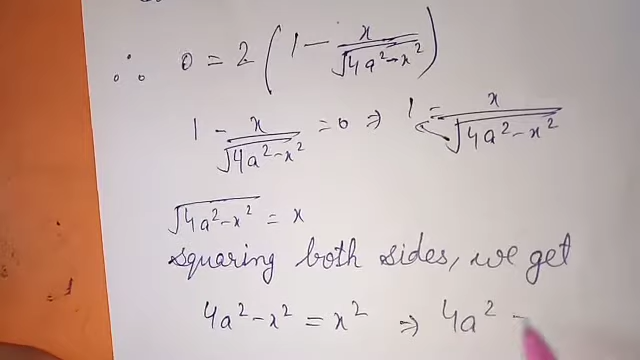 ∴ 0 = 2 ( 1 − x / √(4a² − x²) )
1 − x / √(4a² − x²) = 0 ⇒ 1 = x / √(4a² − x²)
√(4a² − x²) = x
squaring both sides, we get
4a² − x² = x² ⇒ 4a² =